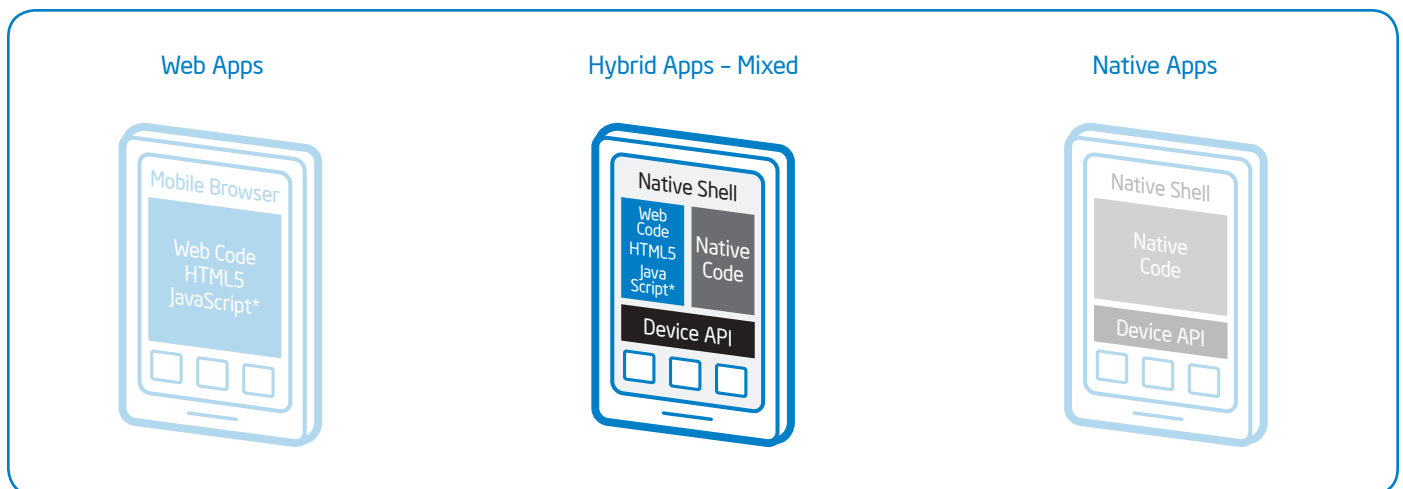 Web Apps
Mobile Browser
Web Code
HTML5
JavaScript*
Hybrid Apps – Mixed
Native Shell
Web
Code
HTML5
Java
Script*
Native
Code
Device API
Native Apps
Native Shell
Native
Code
Device API